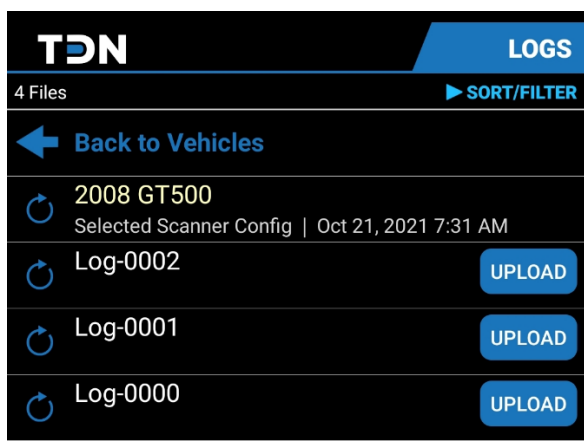 TDN
LOGS
4 Files
SORT/FILTER
Back to Vehicles
2008 GT500
Selected Scanner Config | Oct 21, 2021 7:31 AM
Log-0002
UPLOAD
Log-0001
UPLOAD
Log-0000
UPLOAD